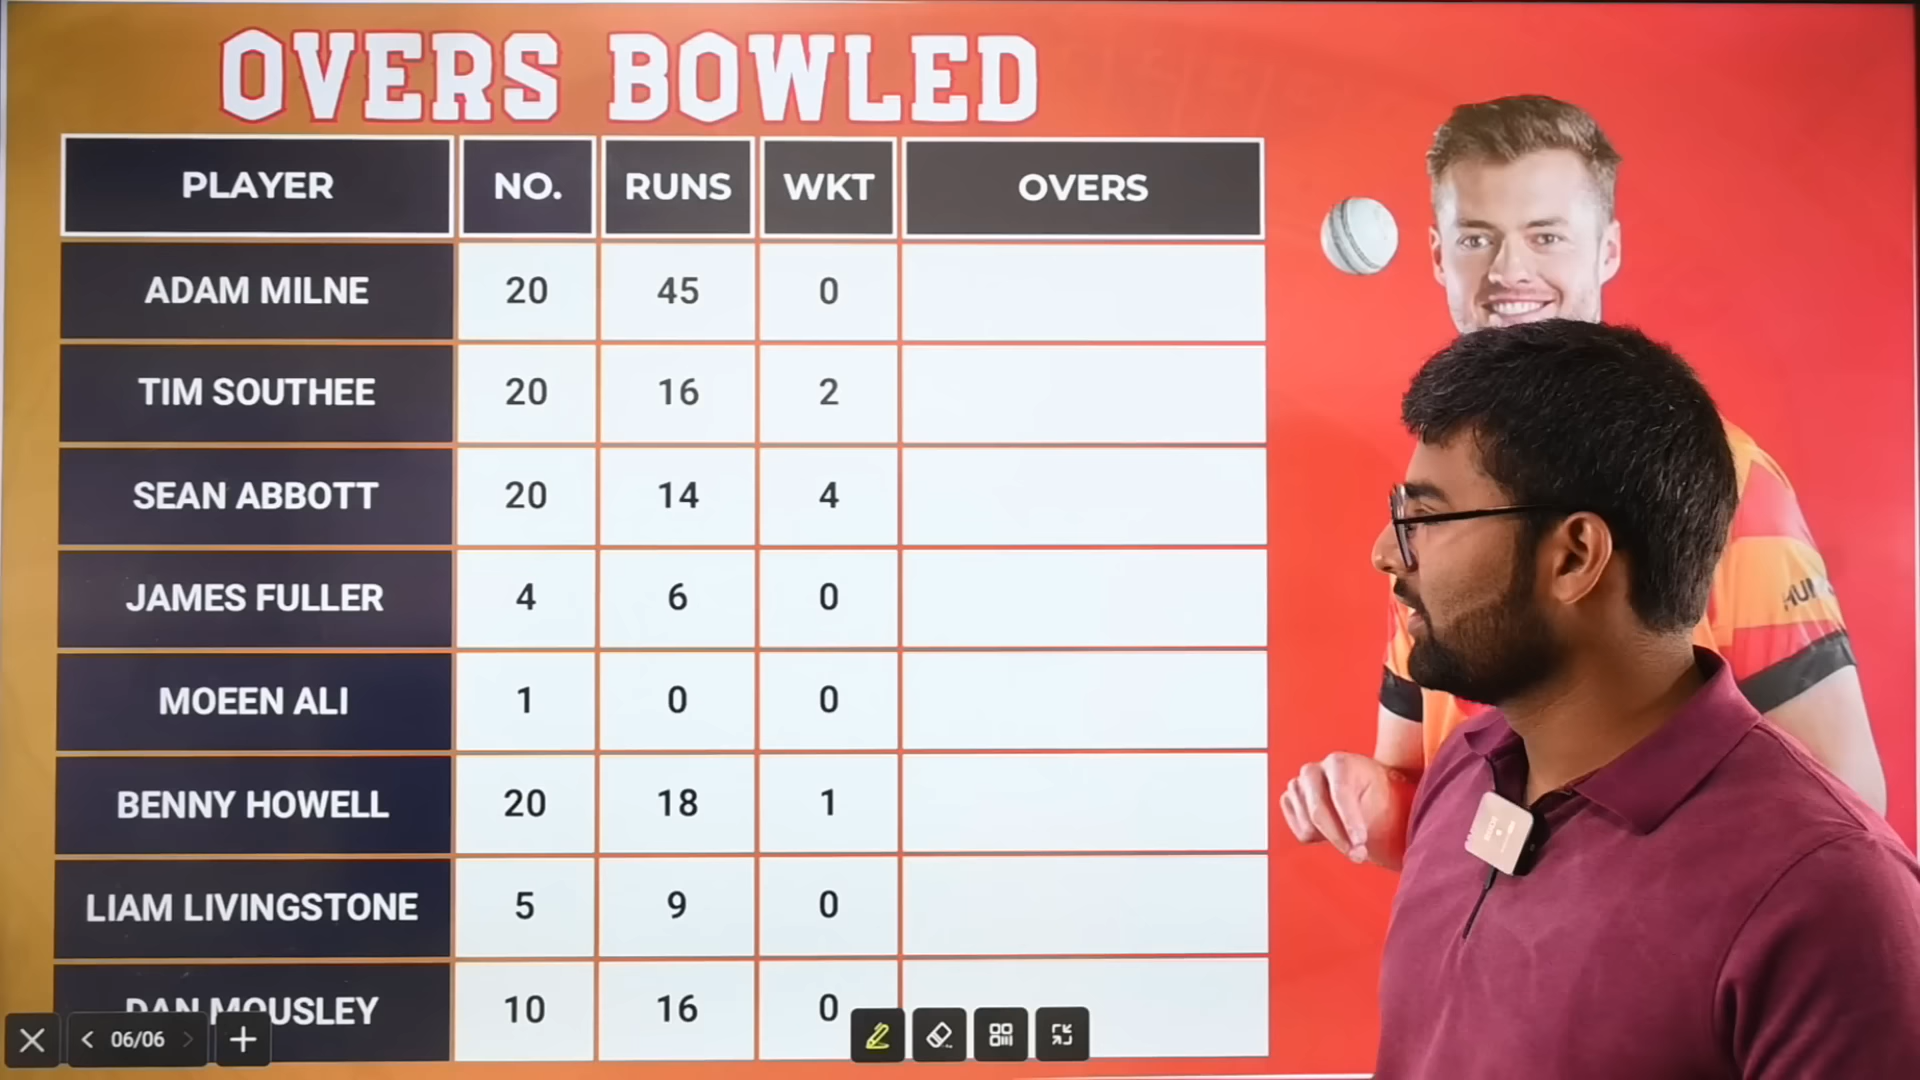 OVERS BOWLED
PLAYER NO. RUNS WKT OVERS
ADAM MILNE 20 45 0
TIM SOUTHEE 20 16 2
SEAN ABBOTT 20 14 4
JAMES FULLER 4 6 0
MOEEN ALI 1 0 0
BENNY HOWELL 20 18 1
LIAM LIVINGSTONE 5 9 0
DAN MOUSLEY 10 16 0
06/06